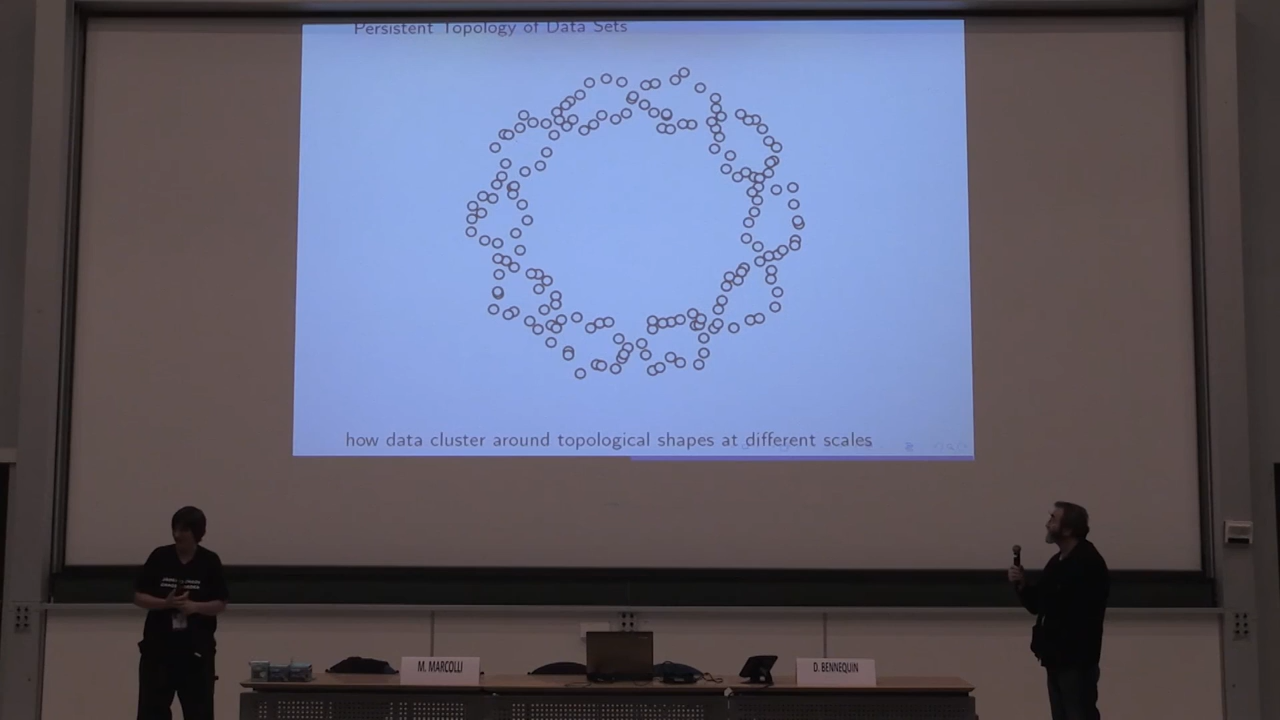 Persistent Topology of Data Sets
how data cluster around topological shapes at different scales
M. MARCOLLI
D. BENNEQUIN